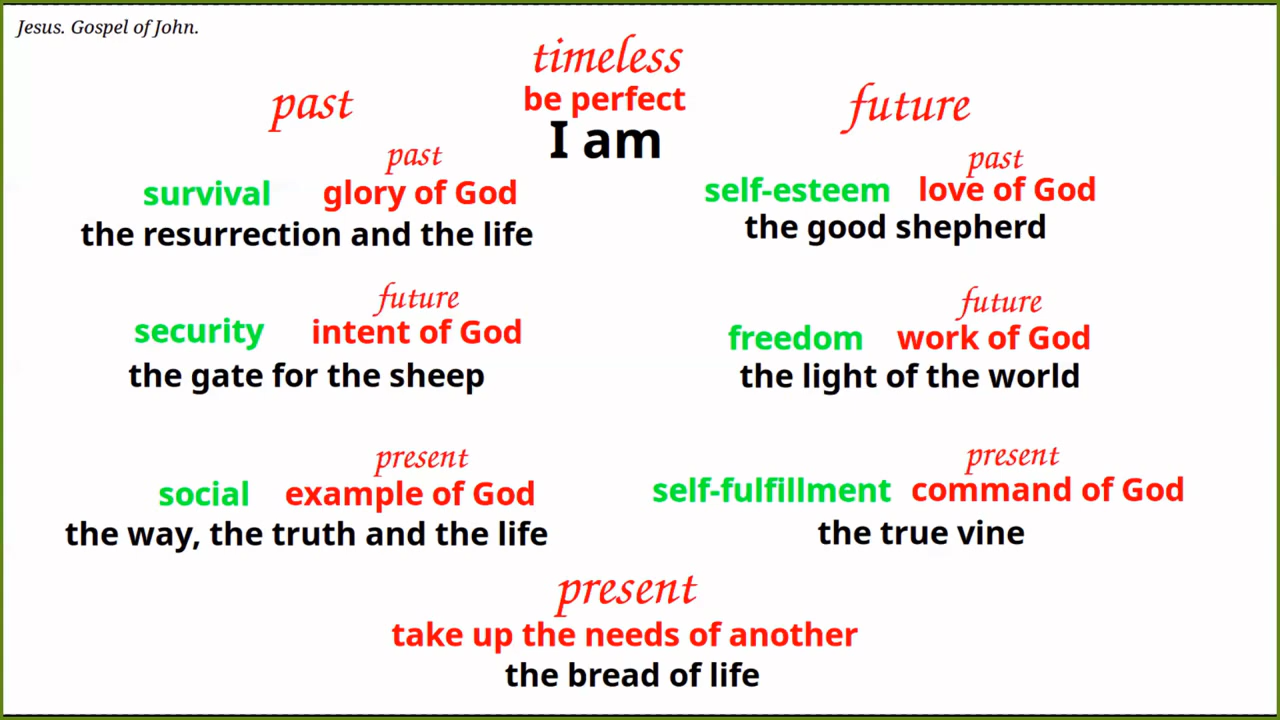 Jesus. Gospel of John.
timeless
be perfect
I am
past
past
survival glory of God
the resurrection and the life
future
security intent of God
the gate for the sheep
present
social example of God
the way, the truth and the life
future
past
self-esteem love of God
the good shepherd
future
freedom work of God
the light of the world
present
self-fulfillment command of God
the true vine
present
take up the needs of another
the bread of life